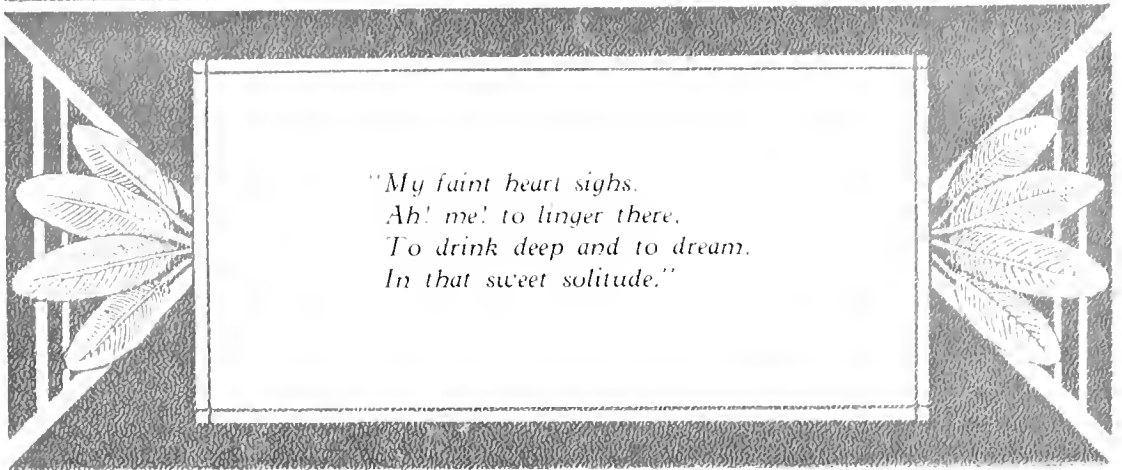 "My faint heart sighs.
Ah! me! to linger there,
To drink deep and to dream,
In that sweet solitude."